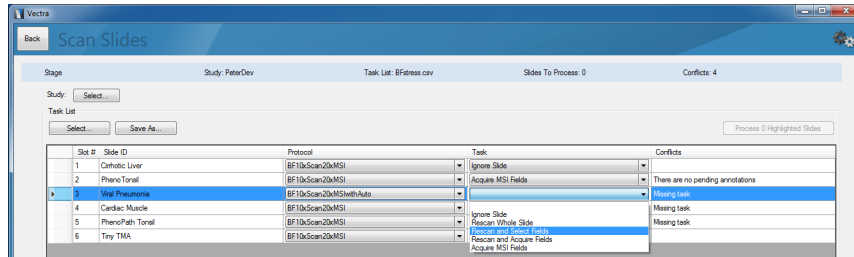 Vectra
Back Scan Slides
Stage Study: PeterDev Task List: BFstress.csv Slides To Process: 0 Conflicts: 4
Study: Select...
Task List
Select... Save As... Process 0 Highlighted Slides
Slot # Slide ID Protocol Task Conflicts
1 Cirrhotic Liver BF10xScan20xMSI Ignore Slide
2 PhenoTonsil BF10xScan20xMSI Acquire MSI Fields There are no pending annotations
3 Viral Pneumonia BF10xScan20xMSIwithAuto Missing task
4 Cardiac Muscle BF10xScan20xMSI Missing task
Ignore Slide
5 PhenoPath Tonsil BF10xScan20xMSI Rescan Whole Slide Missing task
Rescan and Select Fields
6 Tiny TMA BF10xScan20xMSI Rescan and Acquire Fields
Acquire MSI Fields